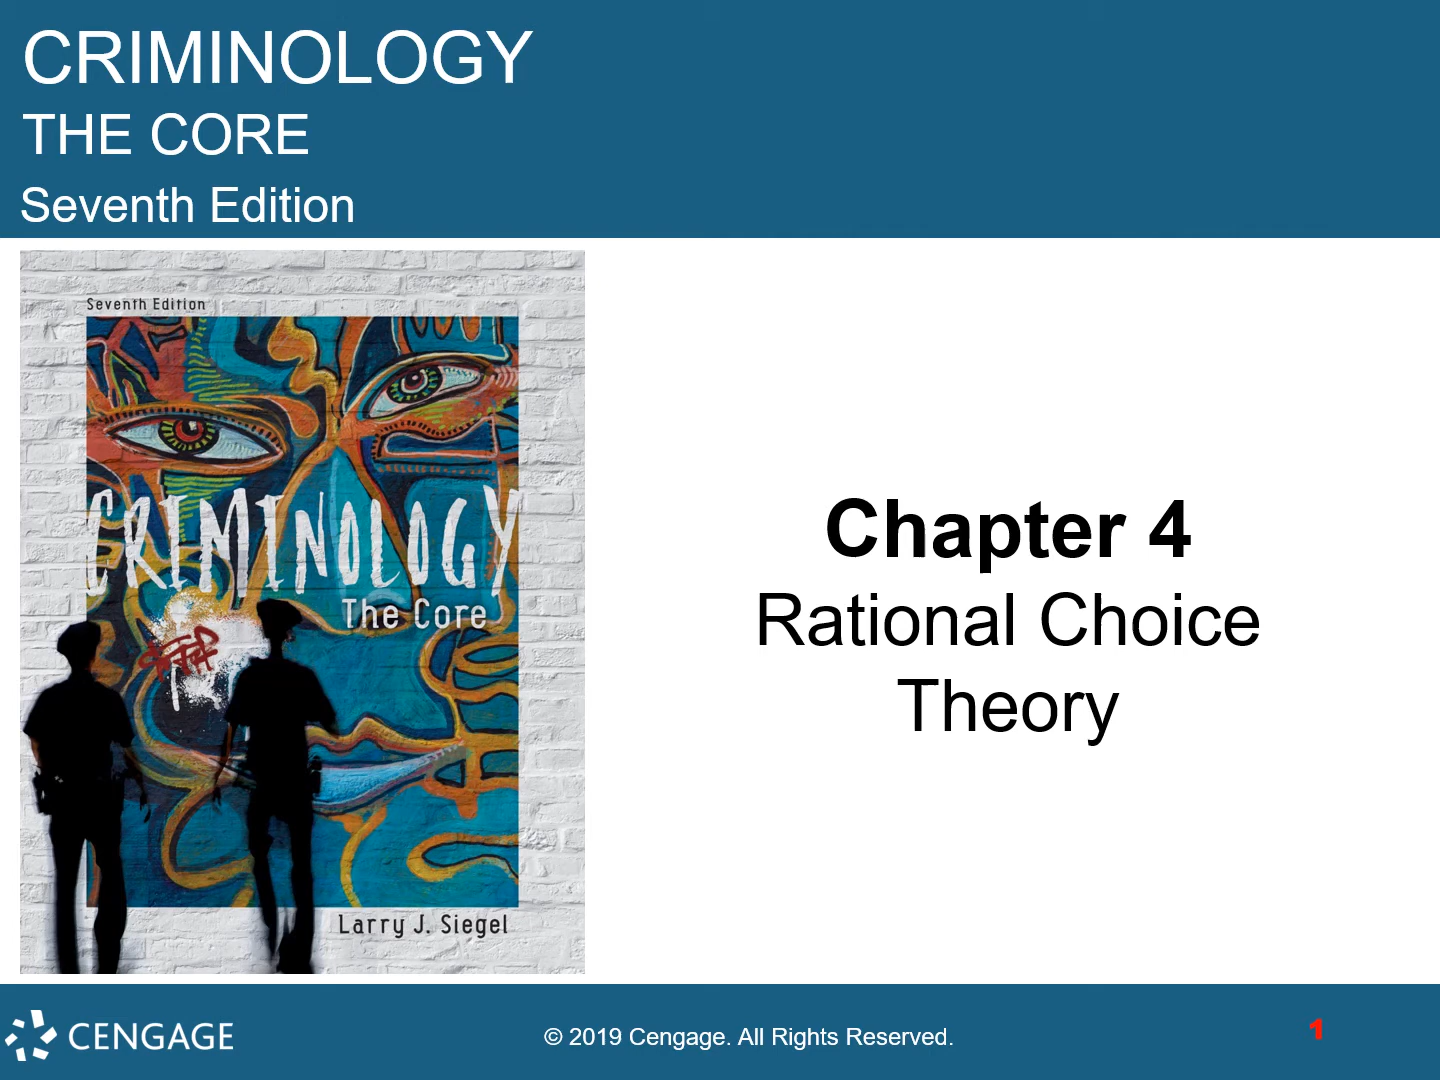 CRIMINOLOGY
THE CORE
Seventh Edition
Seventh Edition
CRIMINOLOGY
The Core
Larry J. Siegel
Chapter 4
Rational Choice
Theory
CENGAGE
© 2019 Cengage. All Rights Reserved.
1